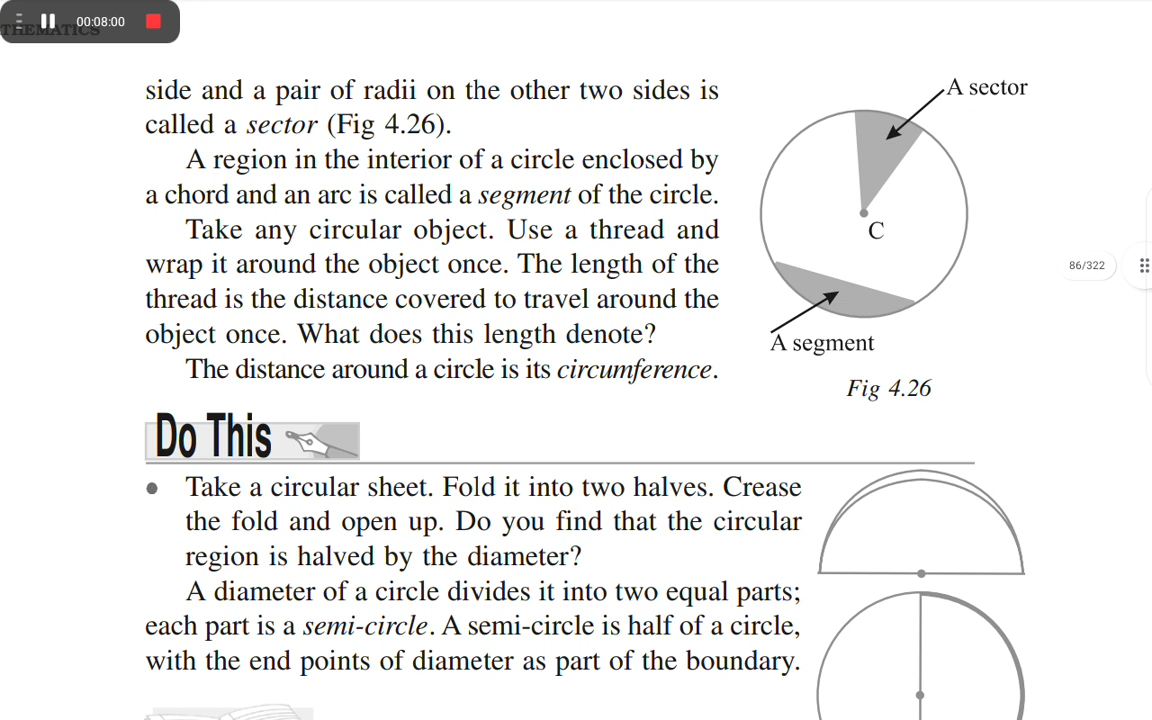 00:08:00
THEMATICS
side and a pair of radii on the other two sides is
called a sector (Fig 4.26).
A region in the interior of a circle enclosed by
a chord and an arc is called a segment of the circle.
Take any circular object. Use a thread and
wrap it around the object once. The length of the
thread is the distance covered to travel around the
object once. What does this length denote?
The distance around a circle is its circumference.
A sector
C
A segment
Fig 4.26
86/322
Do This
● Take a circular sheet. Fold it into two halves. Crease
the fold and open up. Do you find that the circular
region is halved by the diameter?
A diameter of a circle divides it into two equal parts;
each part is a semi-circle. A semi-circle is half of a circle,
with the end points of diameter as part of the boundary.